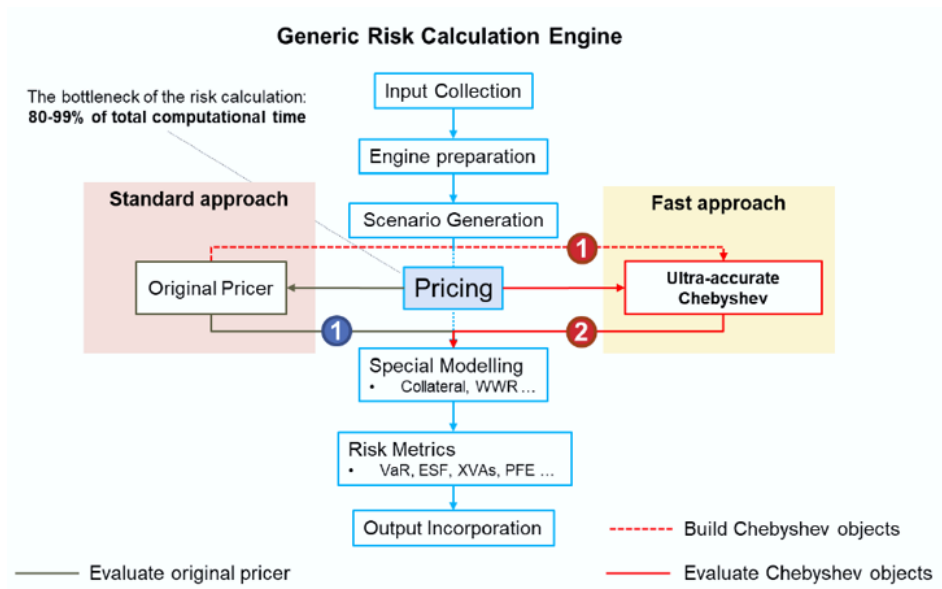 Generic Risk Calculation Engine
Input Collection
The bottleneck of the risk calculation:
80-99% of total computational time
Engine preparation
Standard approach
Fast approach
Scenario Generation
1
Original Pricer
Pricing
Ultra-accurate
Chebyshev
1
2
Special Modelling
• Collateral, WWR ...
Risk Metrics
• VaR, ESF, XVAs, PFE ...
Output Incorporation
Build Chebyshev objects
Evaluate original pricer
Evaluate Chebyshev objects